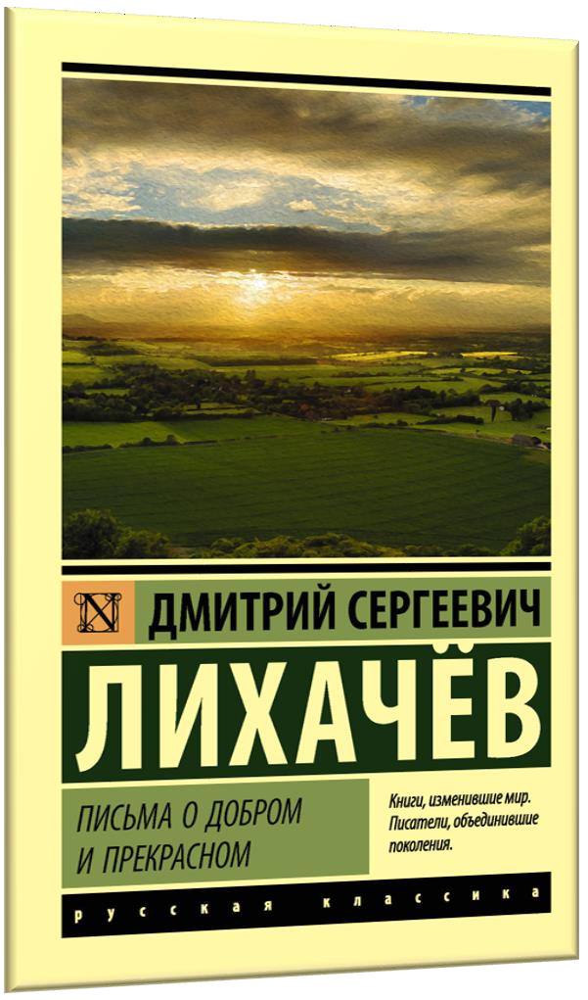 N
ДМИТРИЙ СЕРГЕЕВИЧ
ЛИХАЧЁВ
ПИСЬМА О ДОБРОМ
И ПРЕКРАСНОМ
Книги, изменившие мир.
Писатели, объединившие
поколения.
русская классика